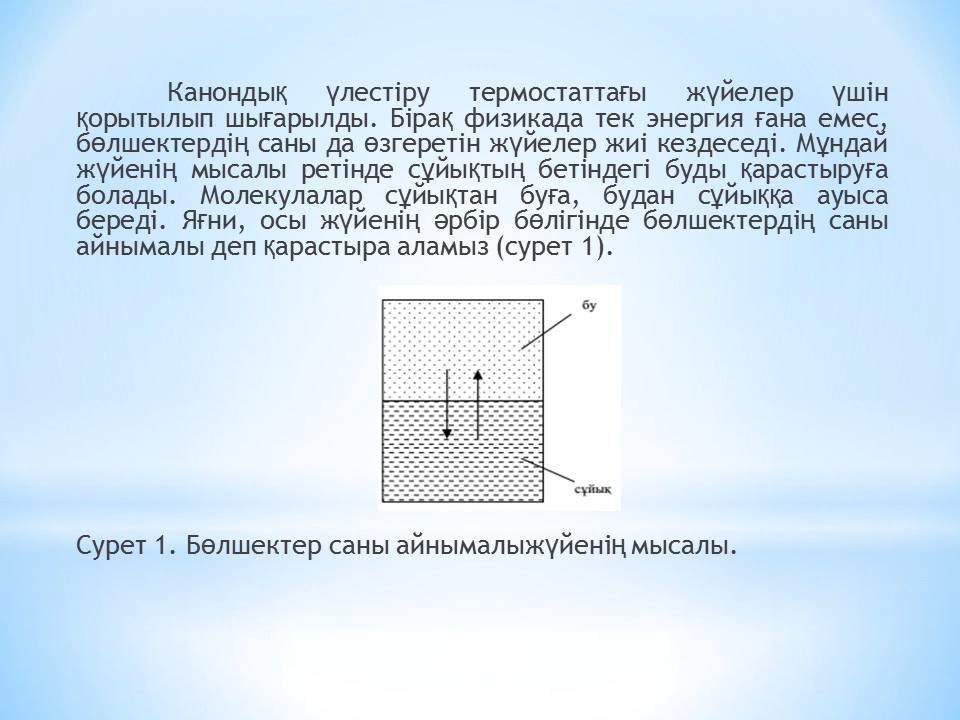 Канондық үлестіру термостаттағы жүйелер үшін
қорытылып шығарылды. Бірақ физикада тек энергия ғана емес,
бөлшектердің саны да өзгеретін жүйелер жиі кездеседі. Мұндай
жүйенің мысалы ретінде сұйықтың бетіндегі буды қарастыруға
болады. Молекулалар сұйықтан буға, будан сұйыққа ауыса
береді. Яғни, осы жүйенің әрбір бөлігінде бөлшектердің саны
айнымалы деп қарастыра аламыз (сурет 1).
бу
сұйық
Сурет 1. Бөлшектер саны айнымалыжүйенің мысалы.